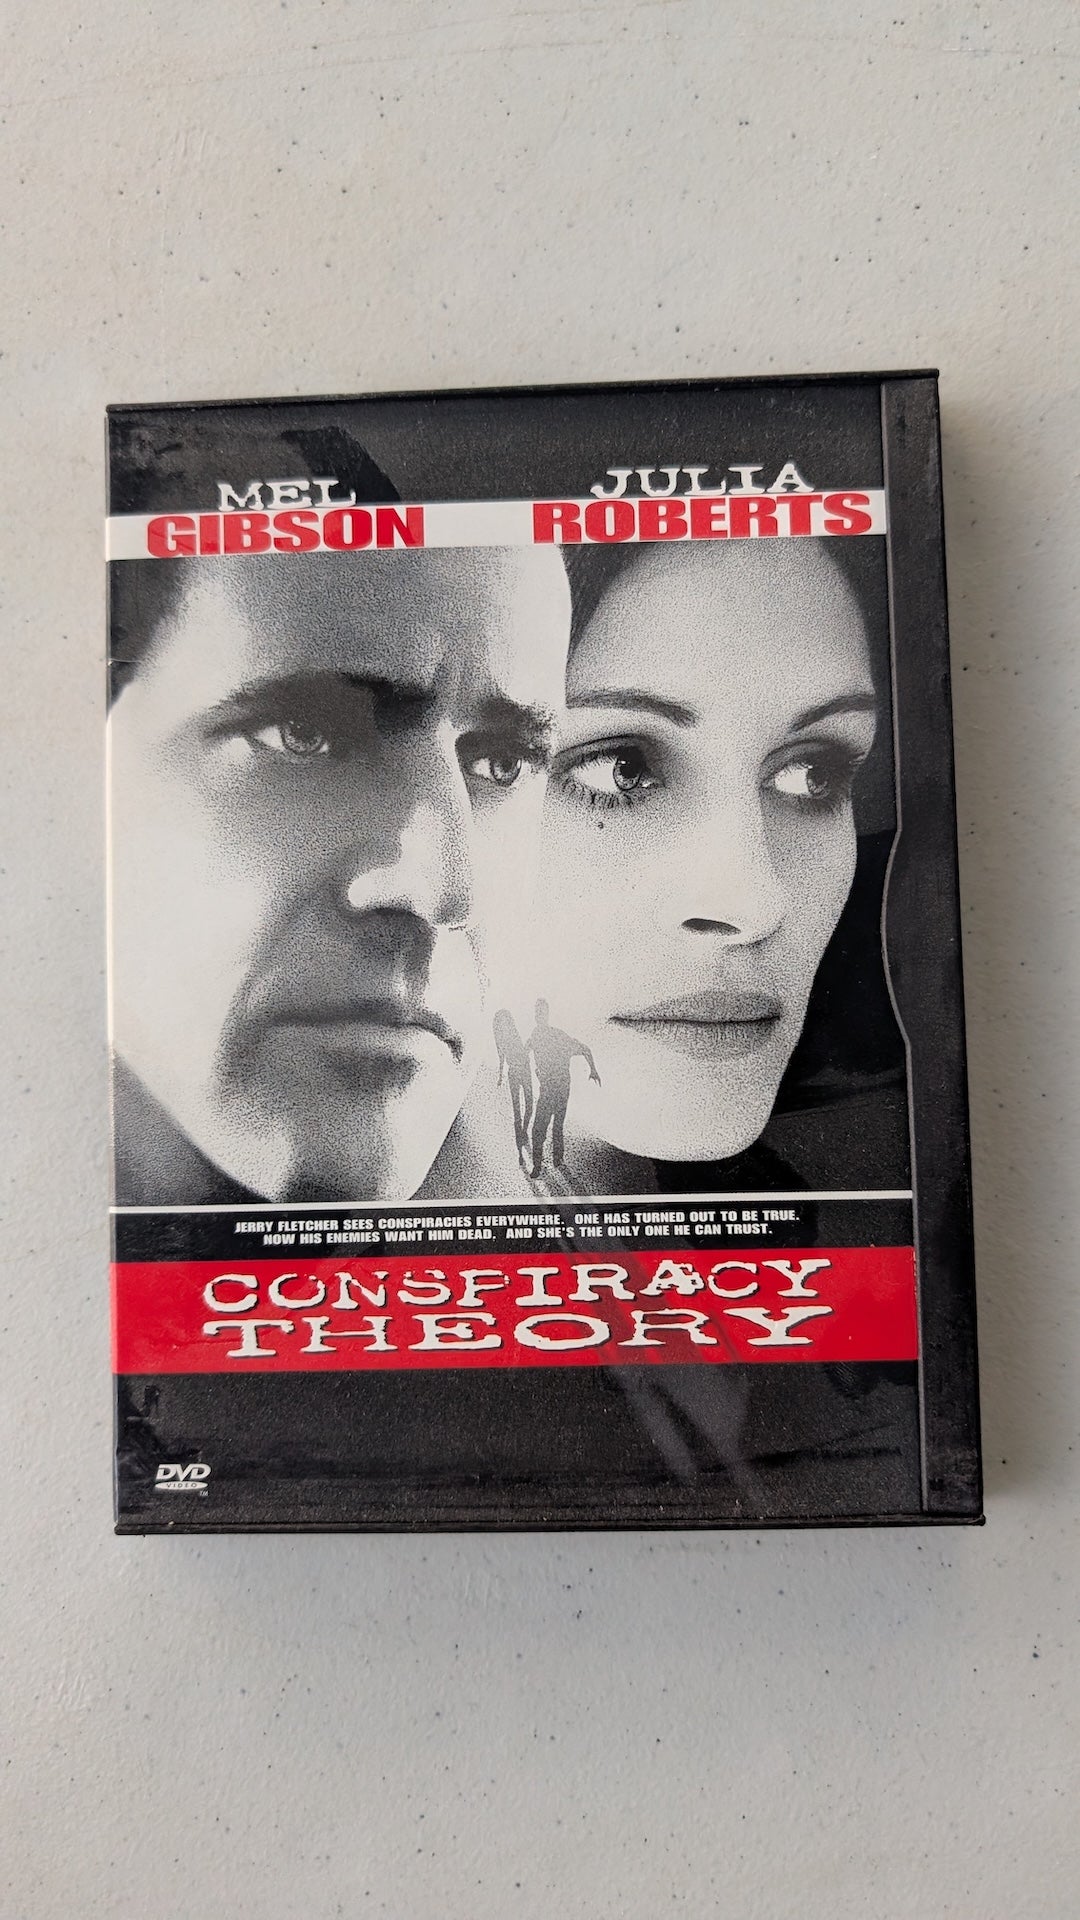 MEL
GIBSON
JULIA
ROBERTS
JERRY FLETCHER SEES CONSPIRACIES EVERYWHERE. ONE HAS TURNED OUT TO BE TRUE.
NOW HIS ENEMIES WANT HIM DEAD. AND SHE'S THE ONLY ONE HE CAN TRUST.
CONSPIRACY
THEORY
DVD
VIDEO
TM